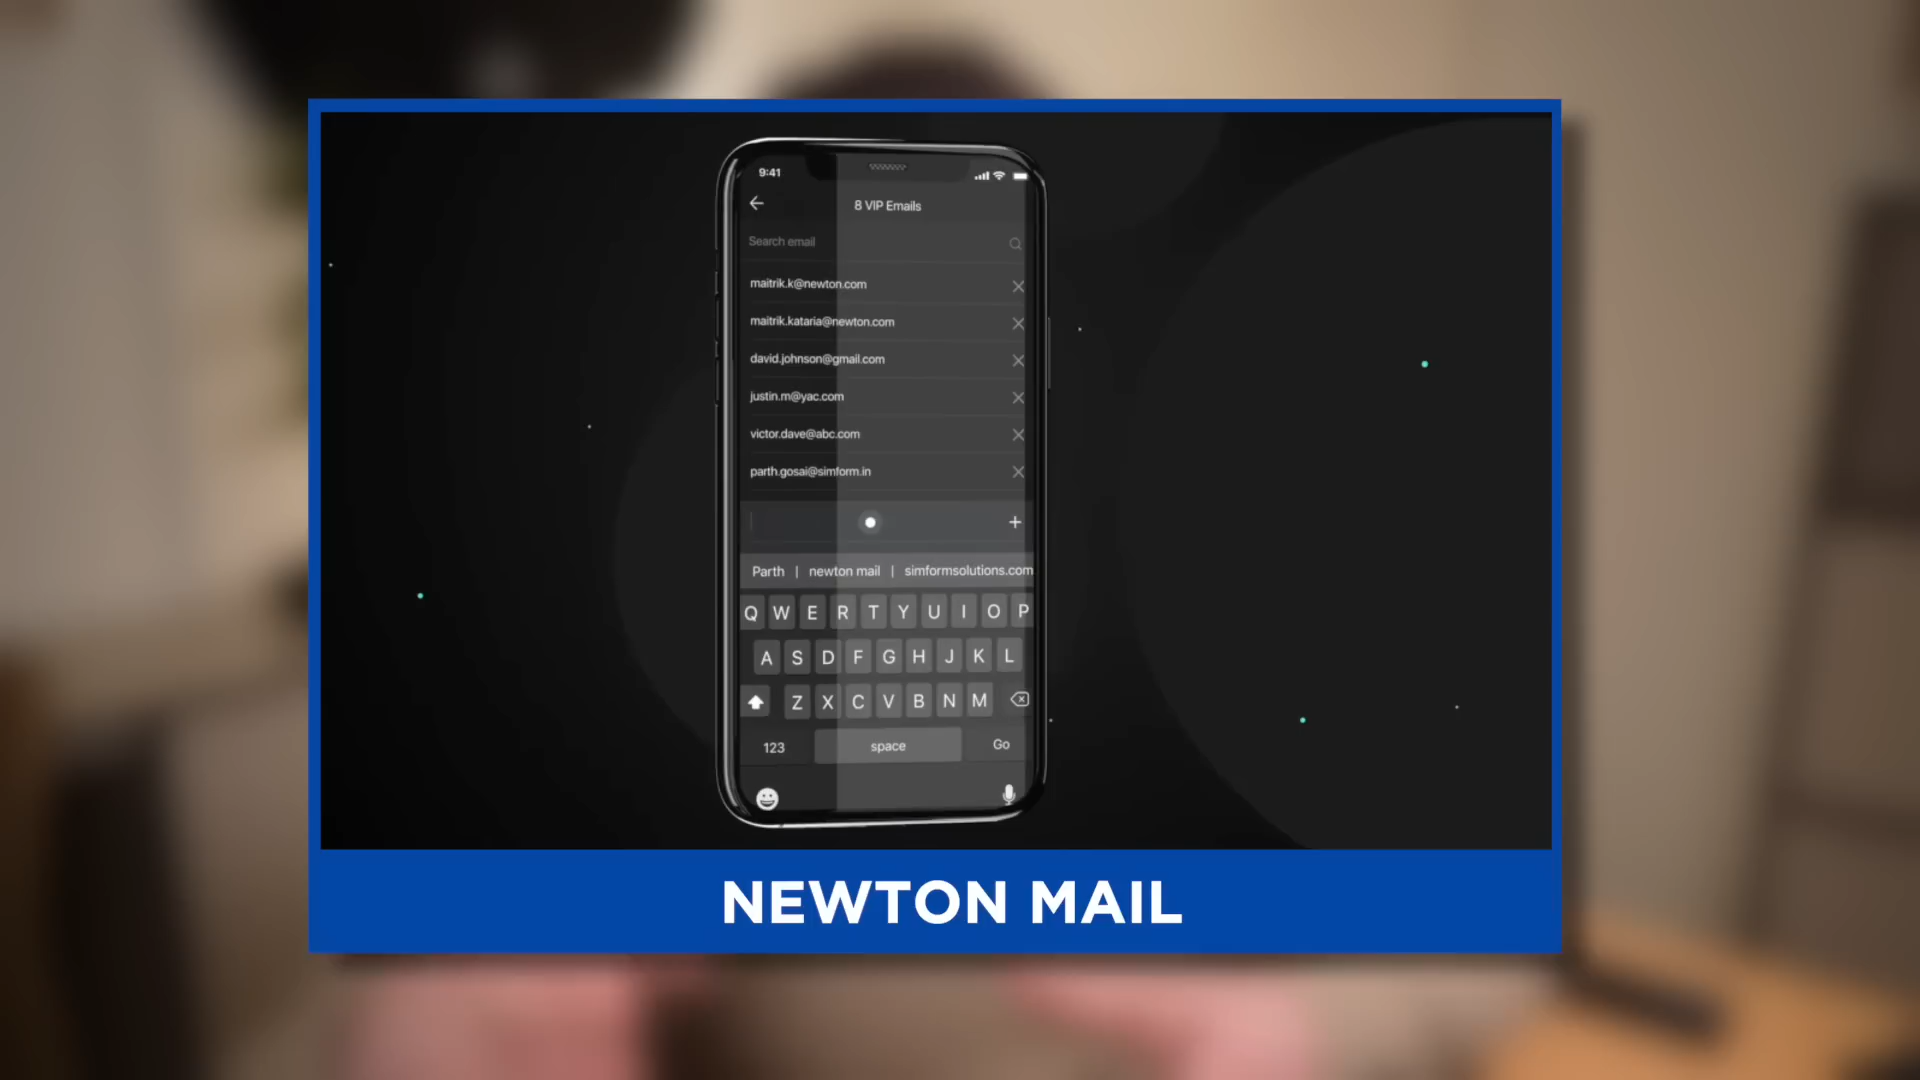 9:41
8 VIP Emails
Search email
maitrik.k@newton.com
maitrik.kataria@newton.com
david.johnson@gmail.com
justin.m@yac.com
victor.dave@abc.com
parth.gosai@simform.in
Parth | newton mail | simformsolutions.com
Q W E R T Y U I O P
A S D F G H J K L
Z X C V B N M
123 space Go
NEWTON MAIL